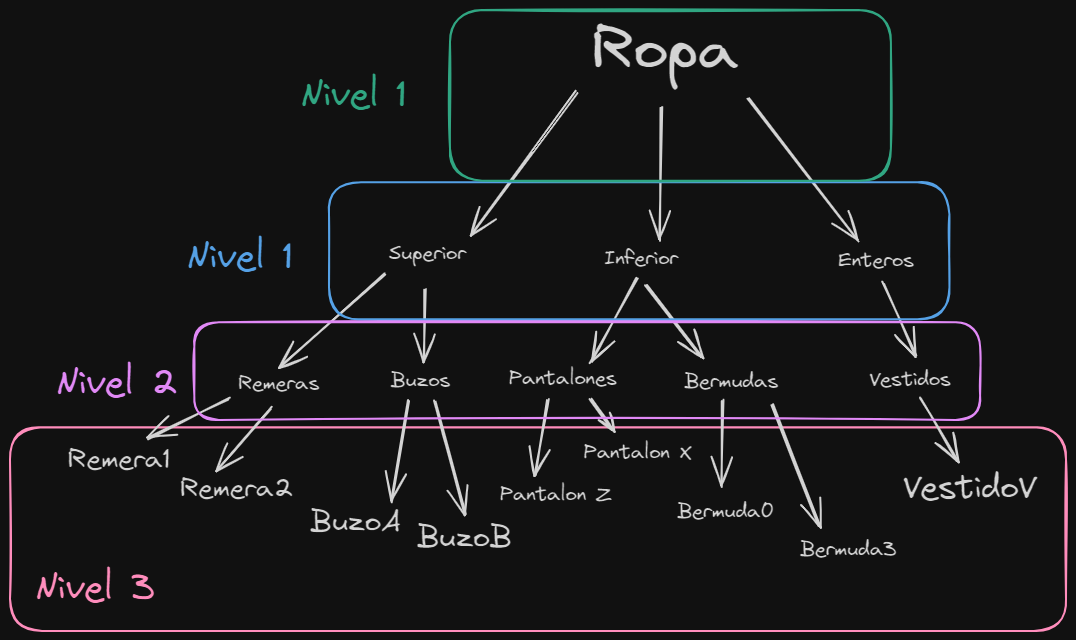 Ropa
Nivel 1
Nivel 1
Superior
Inferior
Enteros
Nivel 2
Remeras
Buzos
Pantalones
Bermudas
Vestidos
Remera1
Remera2
BuzoA
BuzoB
Pantalon Z
Pantalon X
Bermuda0
Bermuda3
VestidoV
Nivel 3